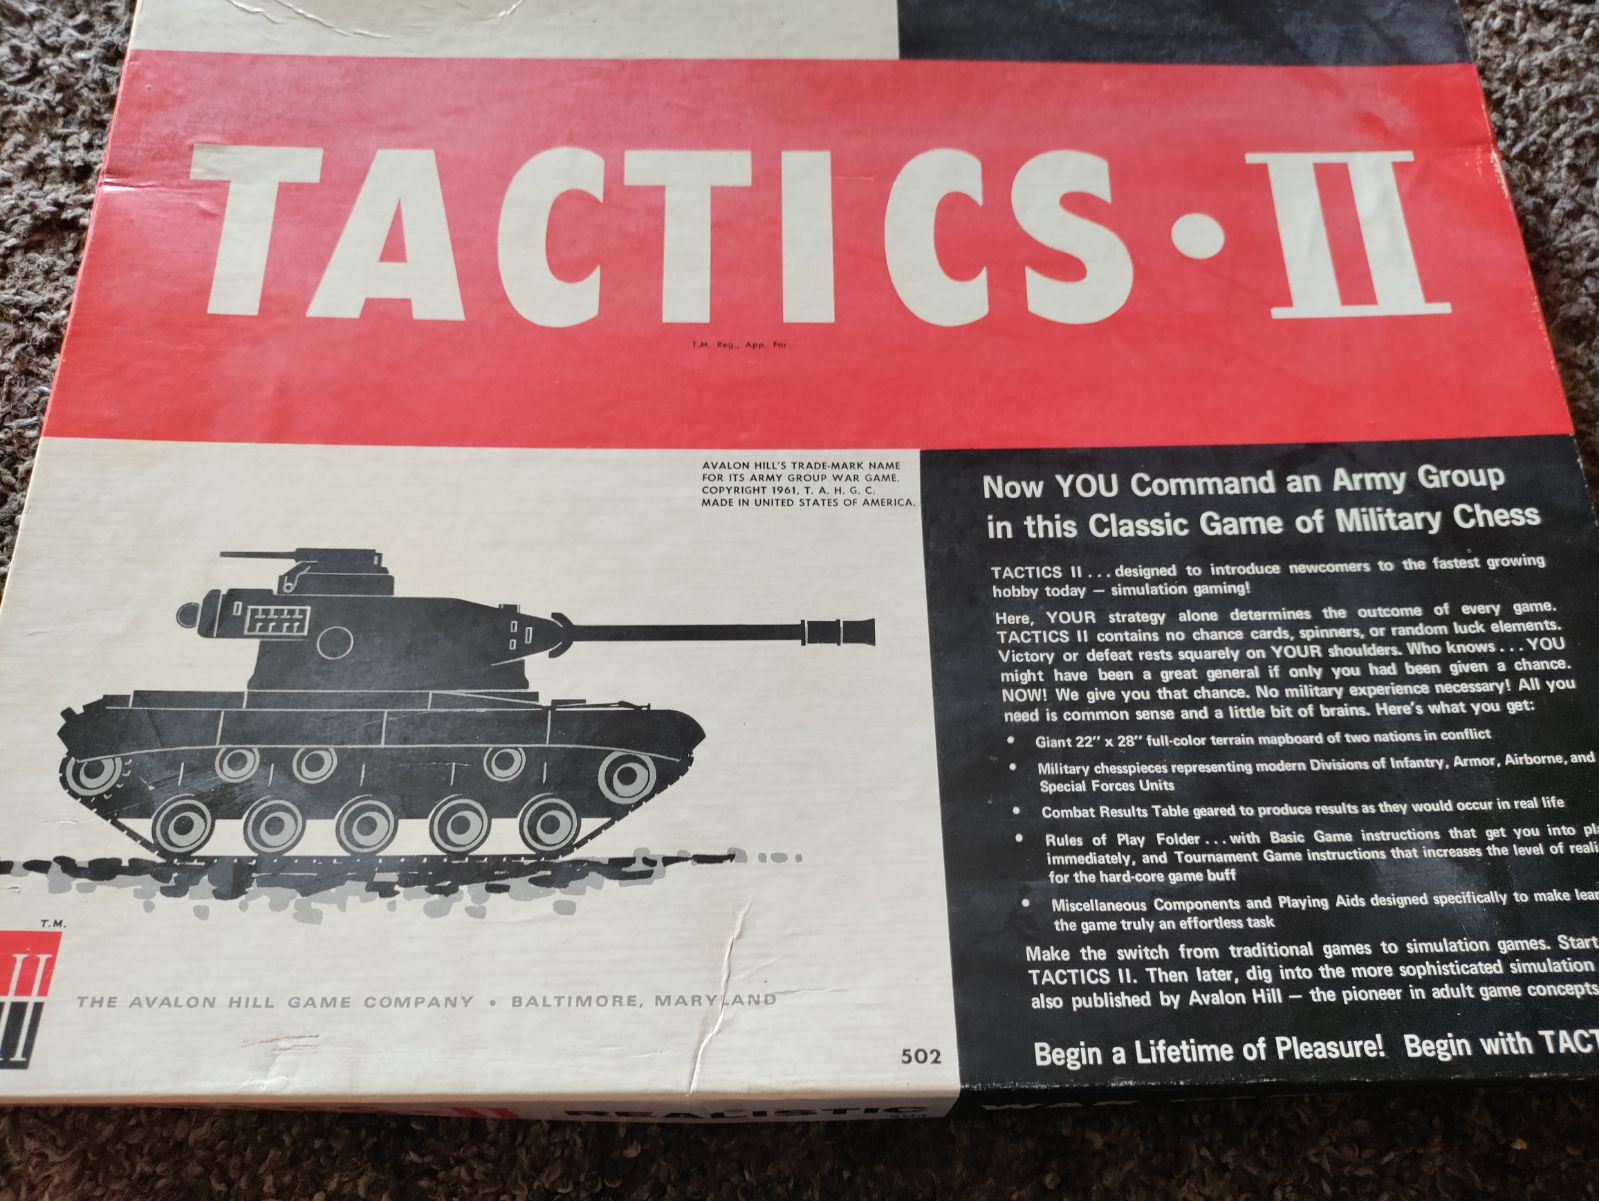 TACTICS • II
T.M. Reg., App. For
AVALON HILL'S TRADE-MARK NAME
FOR ITS ARMY GROUP WAR GAME.
COPYRIGHT 1961, T. A. H. G. C.
MADE IN UNITED STATES OF AMERICA.
T.M.
THE AVALON HILL GAME COMPANY • BALTIMORE, MARYLAND
502
Now YOU Command an Army Group
in this Classic Game of Military Chess
TACTICS II . . . designed to introduce newcomers to the fastest growing
hobby today — simulation gaming!
Here, YOUR strategy alone determines the outcome of every game.
TACTICS II contains no chance cards, spinners, or random luck elements.
Victory or defeat rests squarely on YOUR shoulders. Who knows . . . YOU
might have been a great general if only you had been given a chance.
NOW! We give you that chance. No military experience necessary! All you
need is common sense and a little bit of brains. Here's what you get:
• Giant 22" x 28" full-color terrain mapboard of two nations in conflict
• Military chesspieces representing modern Divisions of Infantry, Armor, Airborne, and
Special Forces Units
• Combat Results Table geared to produce results as they would occur in real life
• Rules of Play Folder . . . with Basic Game instructions that get you into pla
immediately, and Tournament Game instructions that increases the level of reali
for the hard-core game buff
• Miscellaneous Components and Playing Aids designed specifically to make lear
the game truly an effortless task
Make the switch from traditional games to simulation games. Start
TACTICS II. Then later, dig into the more sophisticated simulation
also published by Avalon Hill — the pioneer in adult game concepts
Begin a Lifetime of Pleasure! Begin with TACT
II REALISTIC